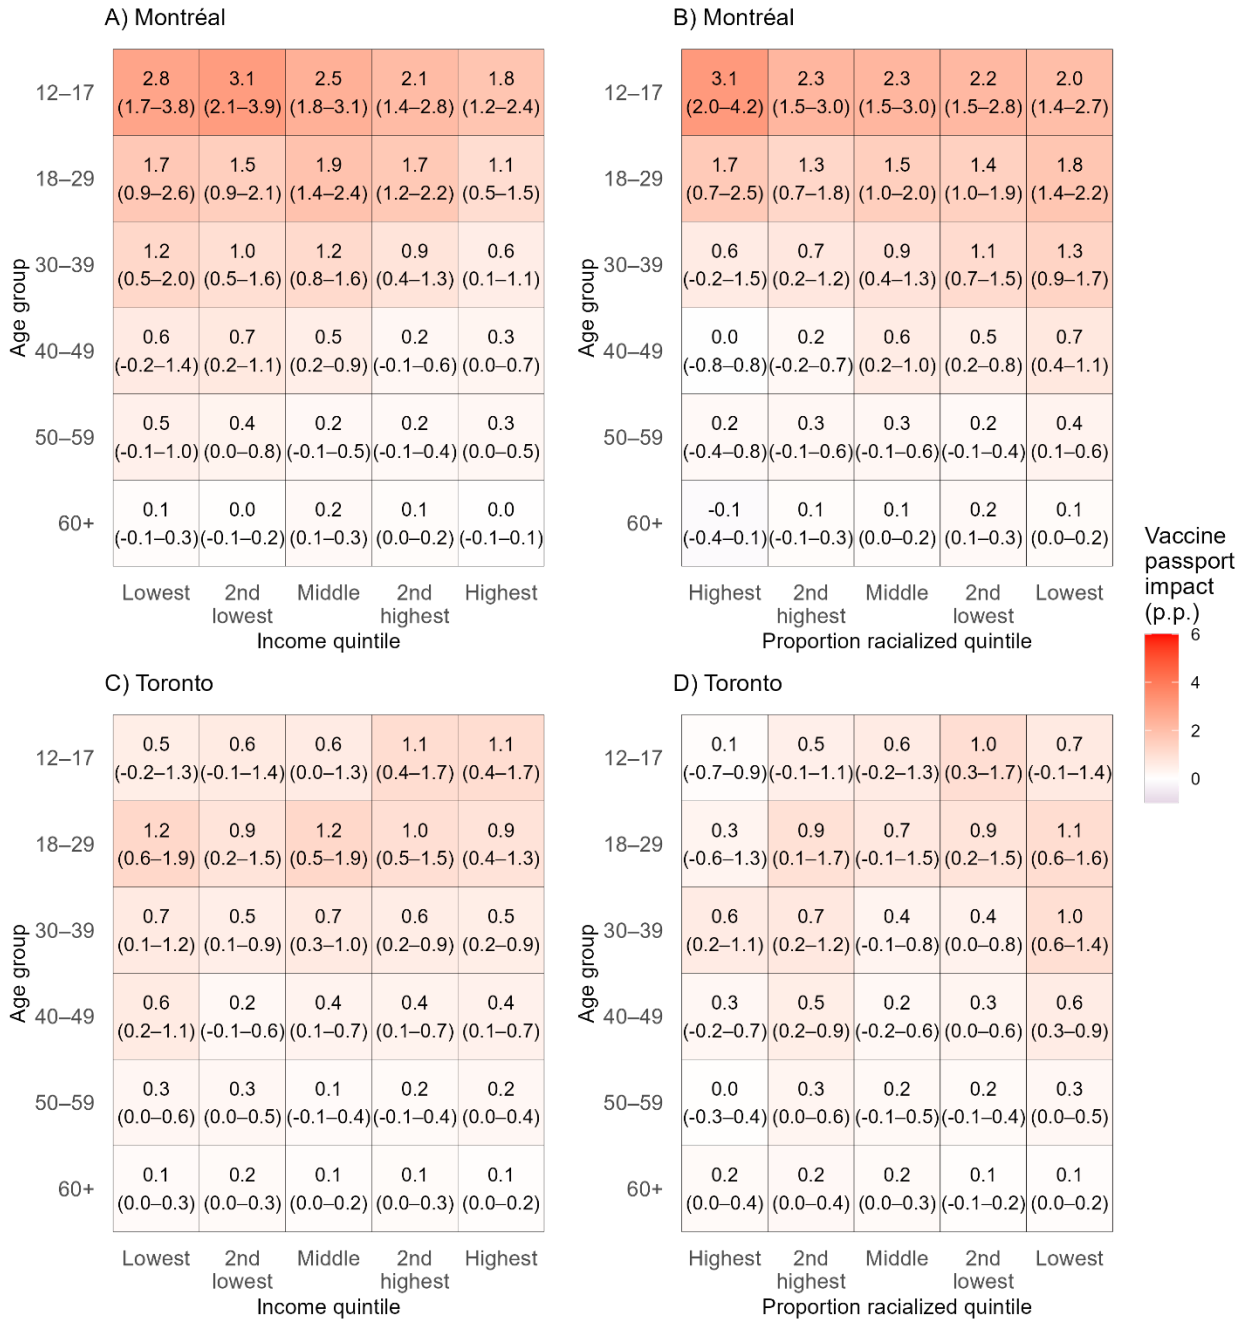 A) Montréal
12–17
2.8 3.1 2.5 2.1 1.8
(1.7–3.8) (2.1–3.9) (1.8–3.1) (1.4–2.8) (1.2–2.4)
18–29
1.7 1.5 1.9 1.7 1.1
(0.9–2.6) (0.9–2.1) (1.4–2.4) (1.2–2.2) (0.5–1.5)
30–39
1.2 1.0 1.2 0.9 0.6
(0.5–2.0) (0.5–1.6) (0.8–1.6) (0.4–1.3) (0.1–1.1)
40–49
0.6 0.7 0.5 0.2 0.3
(-0.2–1.4) (0.2–1.1) (0.2–0.9) (-0.1–0.6) (0.0–0.7)
50–59
0.5 0.4 0.2 0.2 0.3
(-0.1–1.0) (0.0–0.8) (-0.1–0.5) (-0.1–0.4) (0.0–0.5)
60+
0.1 0.0 0.2 0.1 0.0
(-0.1–0.3) (-0.1–0.2) (0.1–0.3) (0.0–0.2) (-0.1–0.1)
Age group
Lowest 2nd lowest Middle 2nd highest Highest
Income quintile
B) Montréal
12–17
3.1 2.3 2.3 2.2 2.0
(2.0–4.2) (1.5–3.0) (1.5–3.0) (1.5–2.8) (1.4–2.7)
18–29
1.7 1.3 1.5 1.4 1.8
(0.7–2.5) (0.7–1.8) (1.0–2.0) (1.0–1.9) (1.4–2.2)
30–39
0.6 0.7 0.9 1.1 1.3
(-0.2–1.5) (0.2–1.2) (0.4–1.3) (0.7–1.5) (0.9–1.7)
40–49
0.0 0.2 0.6 0.5 0.7
(-0.8–0.8) (-0.2–0.7) (0.2–1.0) (0.2–0.8) (0.4–1.1)
50–59
0.2 0.3 0.3 0.2 0.4
(-0.4–0.8) (-0.1–0.6) (-0.1–0.6) (-0.1–0.4) (0.1–0.6)
60+
-0.1 0.1 0.1 0.2 0.1
(-0.4–0.1) (-0.1–0.3) (0.0–0.2) (0.1–0.3) (0.0–0.2)
Age group
Highest 2nd highest Middle 2nd lowest Lowest
Proportion racialized quintile
Vaccine
passport
impact
(p.p.)
6
4
2
0
C) Toronto
12–17
0.5 0.6 0.6 1.1 1.1
(-0.2–1.3) (-0.1–1.4) (0.0–1.3) (0.4–1.7) (0.4–1.7)
18–29
1.2 0.9 1.2 1.0 0.9
(0.6–1.9) (0.2–1.5) (0.5–1.9) (0.5–1.5) (0.4–1.3)
30–39
0.7 0.5 0.7 0.6 0.5
(0.1–1.2) (0.1–0.9) (0.3–1.0) (0.2–0.9) (0.2–0.9)
40–49
0.6 0.2 0.4 0.4 0.4
(0.2–1.1) (-0.1–0.6) (0.1–0.7) (0.1–0.7) (0.1–0.7)
50–59
0.3 0.3 0.1 0.2 0.2
(0.0–0.6) (0.0–0.5) (-0.1–0.4) (-0.1–0.4) (0.0–0.4)
60+
0.1 0.2 0.1 0.1 0.1
(0.0–0.3) (0.0–0.3) (0.0–0.2) (0.0–0.3) (0.0–0.2)
Age group
Lowest 2nd lowest Middle 2nd highest Highest
Income quintile
D) Toronto
12–17
0.1 0.5 0.6 1.0 0.7
(-0.7–0.9) (-0.1–1.1) (-0.2–1.3) (0.3–1.7) (-0.1–1.4)
18–29
0.3 0.9 0.7 0.9 1.1
(-0.6–1.3) (0.1–1.7) (-0.1–1.5) (0.2–1.5) (0.6–1.6)
30–39
0.6 0.7 0.4 0.4 1.0
(0.2–1.1) (0.2–1.2) (-0.1–0.8) (0.0–0.8) (0.6–1.4)
40–49
0.3 0.5 0.2 0.3 0.6
(-0.2–0.7) (0.2–0.9) (-0.2–0.6) (0.0–0.6) (0.3–0.9)
50–59
0.0 0.3 0.2 0.2 0.3
(-0.3–0.4) (0.0–0.6) (-0.1–0.5) (-0.1–0.4) (0.0–0.5)
60+
0.2 0.2 0.2 0.1 0.1
(0.0–0.4) (0.0–0.4) (0.0–0.3) (-0.1–0.2) (0.0–0.2)
Age group
Highest 2nd highest Middle 2nd lowest Lowest
Proportion racialized quintile